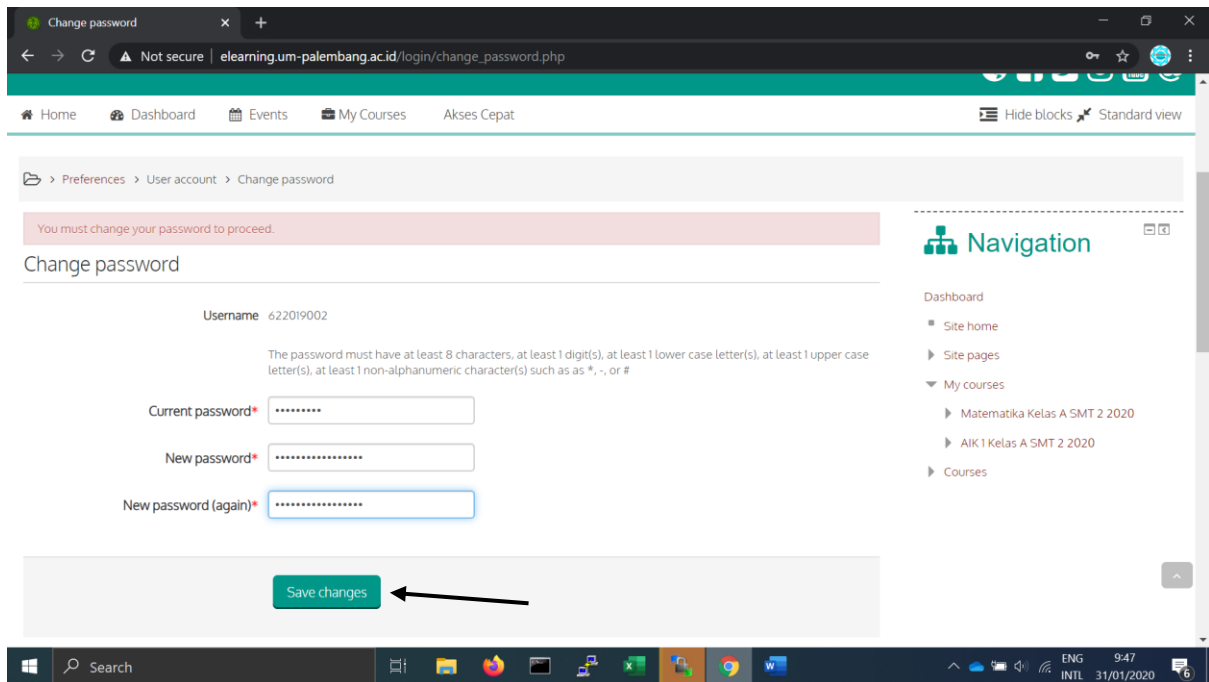 Change password
Not secure | elearning.um-palembang.ac.id/login/change_password.php
Home Dashboard Events My Courses Akses Cepat Hide blocks Standard view
> Preferences > User account > Change password
You must change your password to proceed.
Change password
Username 622019002
The password must have at least 8 characters, at least 1 digit(s), at least 1 lower case letter(s), at least 1 upper case
letter(s), at least 1 non-alphanumeric character(s) such as as *, -, or #
Current password* •••••••••
New password* •••••••••••••••••
New password (again)* •••••••••••••••••
Save changes
Navigation
Dashboard
Site home
Site pages
My courses
Matematika Kelas A SMT 2 2020
AIK 1 Kelas A SMT 2 2020
Courses
Search
ENG
INTL
9:47
31/01/2020
6